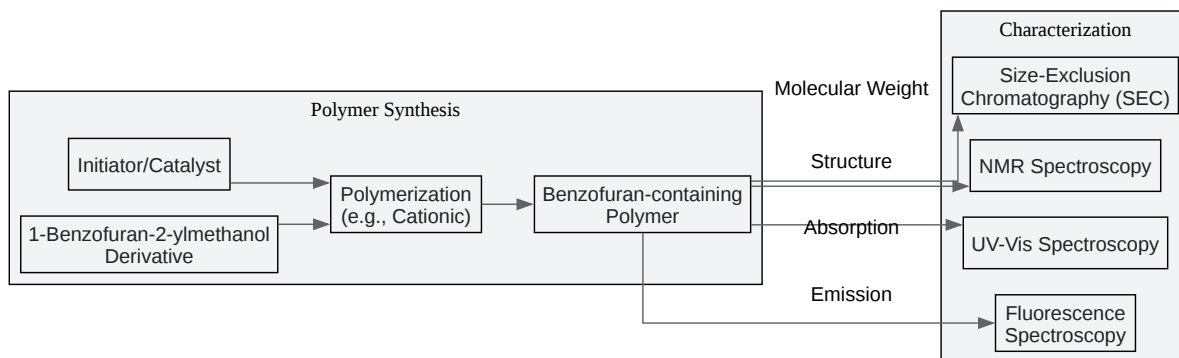 Polymer Synthesis
Initiator/Catalyst
1-Benzofuran-2-ylmethanol
Derivative
Polymerization
(e.g., Cationic)
Benzofuran-containing
Polymer
Molecular Weight
Structure
Absorption
Emission
Characterization
Size-Exclusion
Chromatography (SEC)
NMR Spectroscopy
UV-Vis Spectroscopy
Fluorescence
Spectroscopy